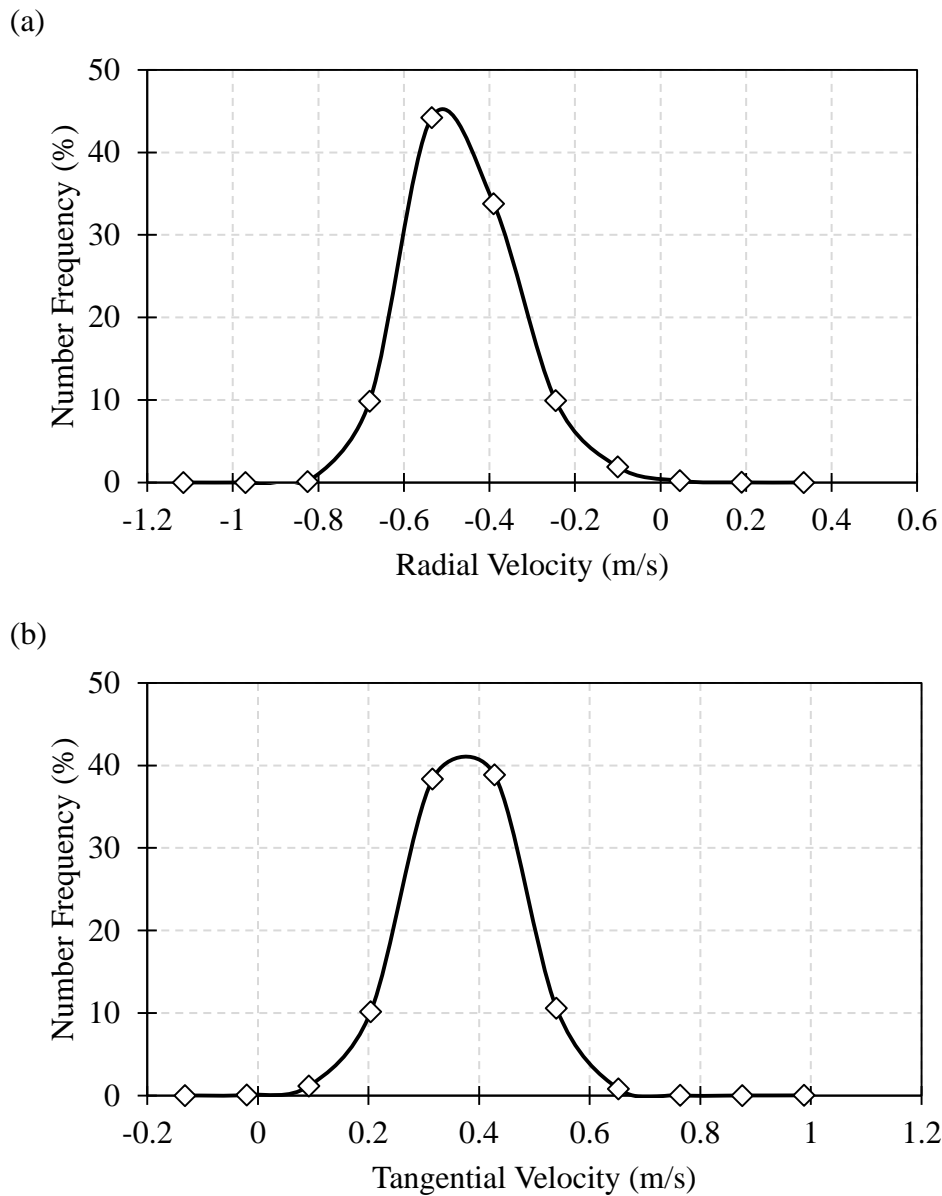 (a)
50
40
30
20
10
0
Number Frequency (%)
-1.2 -1 -0.8 -0.6 -0.4 -0.2 0 0.2 0.4 0.6
Radial Velocity (m/s)
(b)
50
40
30
20
10
0
Number Frequency (%)
-0.2 0 0.2 0.4 0.6 0.8 1 1.2
Tangential Velocity (m/s)